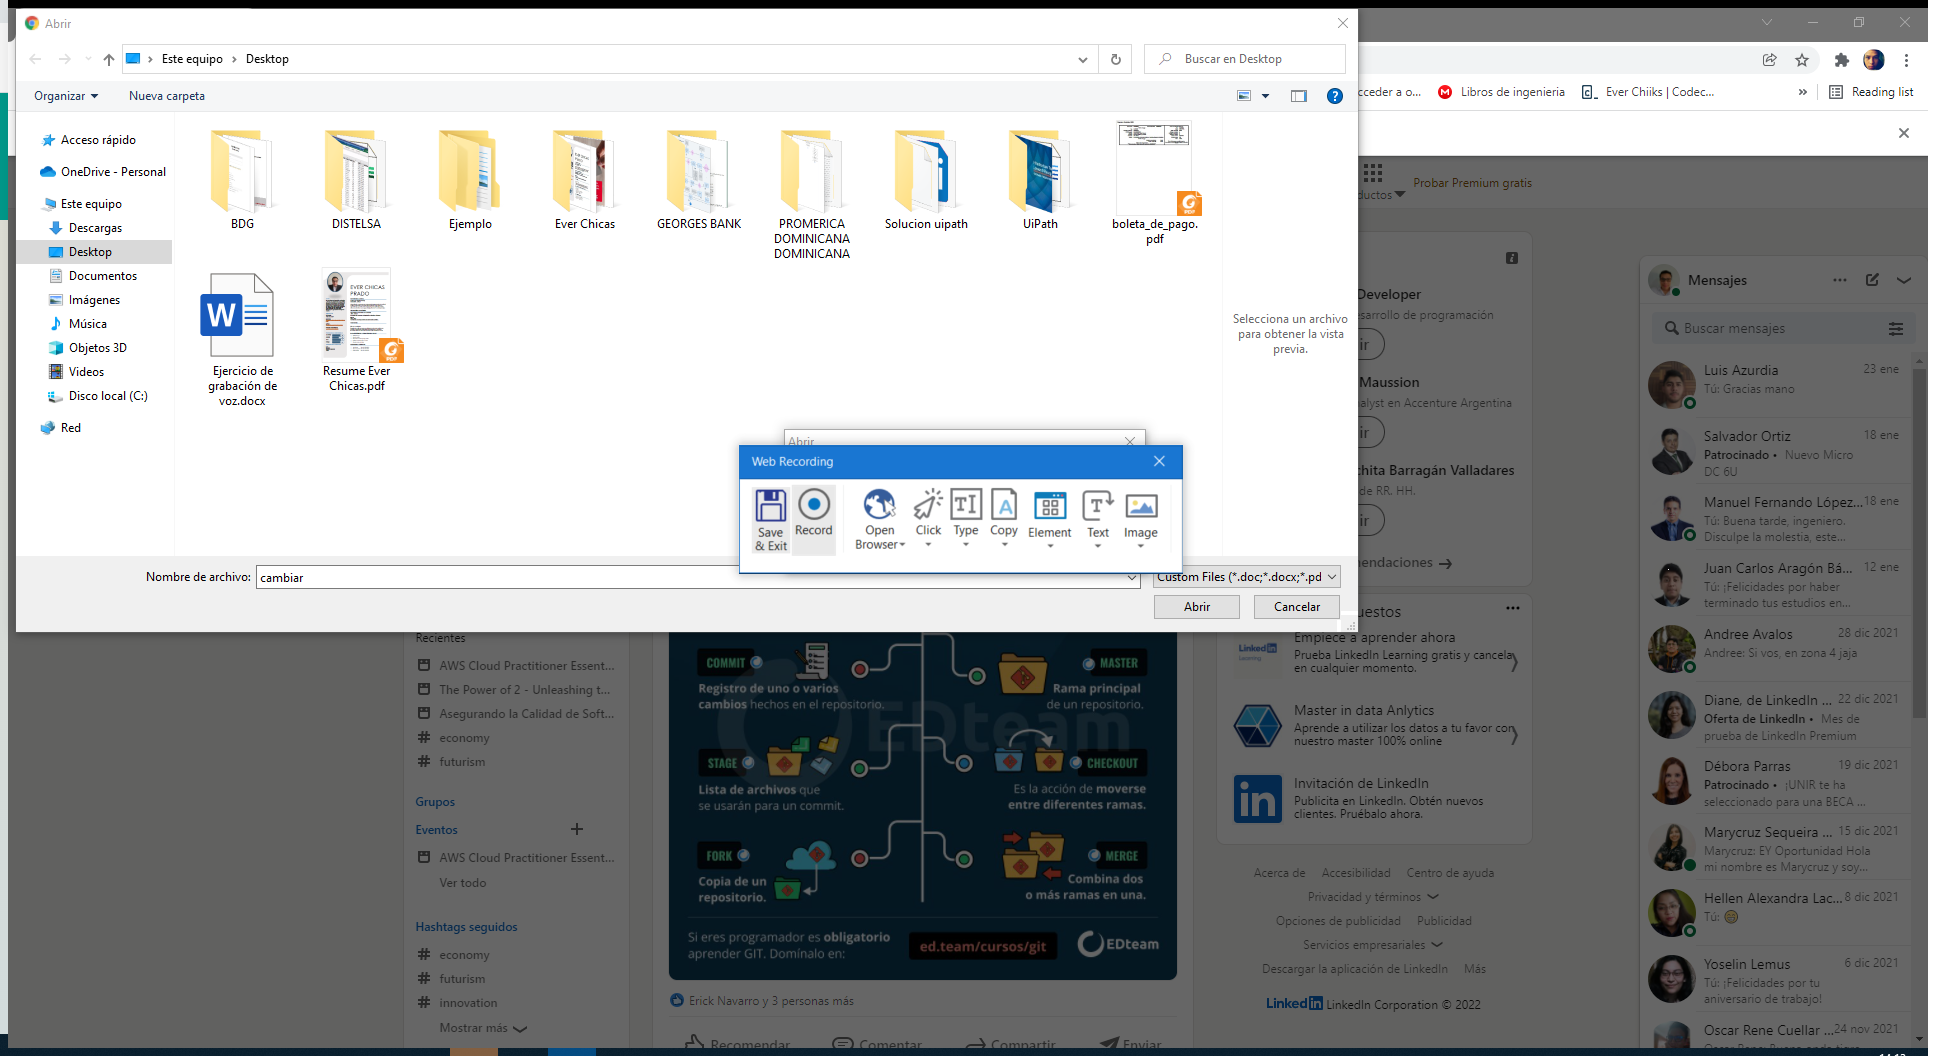 Abrir
Este equipo
Desktop
Buscar en Desktop
Organizar
Nueva carpeta
Acceso rápido
OneDrive - Personal
Este equipo
Descargas
Desktop
Documentos
Imágenes
Música
Objetos 3D
Videos
Disco local (C:)
Red
BDG
DISTELSA
Ejemplo
Ever Chicas
GEORGES BANK
PROMERICA
DOMINICANA
DOMINICANA
Solucion uipath
UiPath
boleta_de_pago.
pdf
Ejercicio de
grabación de
voz.docx
EVER CHICAS
PRADO
Resume Ever
Chicas.pdf
Selecciona un archivo
para obtener la vista
previa.
Abrir
Web Recording
Save
& Exit
Record
Open
Browser
Click
Type
Copy
Element
Text
Image
Nombre de archivo:
cambiar
Custom Files (*.doc;*.docx;*.pd
Abrir
Cancelar
cceder a o...
Libros de ingenieria
Ever Chiiks | Codec...
»
Reading list
ductos
Probar Premium gratis
Developer
esarrollo de programación
ir
Maussion
alyst en Accenture Argentina
ir
chita Barragán Valladares
de RR. HH.
ir
endaciones
uestos
Empiece a aprender ahora
Prueba LinkedIn Learning gratis y cancela
en cualquier momento.
LinkedIn
Learning
Master in data Anlytics
Aprende a utilizar los datos a tu favor con
nuestro master 100% online
Invitación de LinkedIn
Publicita en LinkedIn. Obtén nuevos
clientes. Pruébalo ahora.
Acerca de
Accesibilidad
Centro de ayuda
Privacidad y términos
Opciones de publicidad
Publicidad
Servicios empresariales
Descargar la aplicación de LinkedIn
Más
LinkedIn LinkedIn Corporation © 2022
Recientes
AWS Cloud Practitioner Essent...
The Power of 2 - Unleashing t...
Asegurando la Calidad de Soft...
# economy
# futurism
Grupos
Eventos
AWS Cloud Practitioner Essent...
Ver todo
Hashtags seguidos
# economy
# futurism
# innovation
Mostrar más
COMMIT
Registro de uno o varios
cambios hechos en el repositorio.
MASTER
Rama principal
de un repositorio.
EDteam
STAGE
Lista de archivos que
se usarán para un commit.
CHECKOUT
Es la acción de moverse
entre diferentes ramas.
FORK
Copia de un
repositorio.
MERGE
Combina dos
o más ramas en una.
Si eres programador es obligatorio
aprender GIT. Domínalo en:
ed.team/cursos/git
EDteam
Erick Navarro y 3 personas más
Recomendar
Comentar
Compartir
Enviar
Mensajes
Buscar mensajes
Luis Azurdia
23 ene
Tú: Gracias mano
Salvador Ortiz
18 ene
Patrocinado • Nuevo Micro
DC 6U
Manuel Fernando López...
18 ene
Tú: Buena tarde, ingeniero.
Disculpe la molestia, este...
Juan Carlos Aragón Bá...
12 ene
Tú: ¡Felicidades por haber
terminado tus estudios en...
Andree Avalos
28 dic 2021
Andree: Si vos, en zona 4 jaja
Diane, de LinkedIn ...
22 dic 2021
Oferta de LinkedIn • Mes de
prueba de LinkedIn Premium
Débora Parras
19 dic 2021
Patrocinado • ¡UNIR te ha
seleccionado para una BECA ...
Marycruz Sequeira ...
15 dic 2021
Marycruz: EY Oportunidad Hola
mi nombre es Marycruz y soy...
Hellen Alexandra Lac...
8 dic 2021
Tú: 😁
Yoselin Lemus
6 dic 2021
Tú: ¡Felicidades por tu
aniversario de trabajo!
Oscar Rene Cuellar ...
24 nov 2021